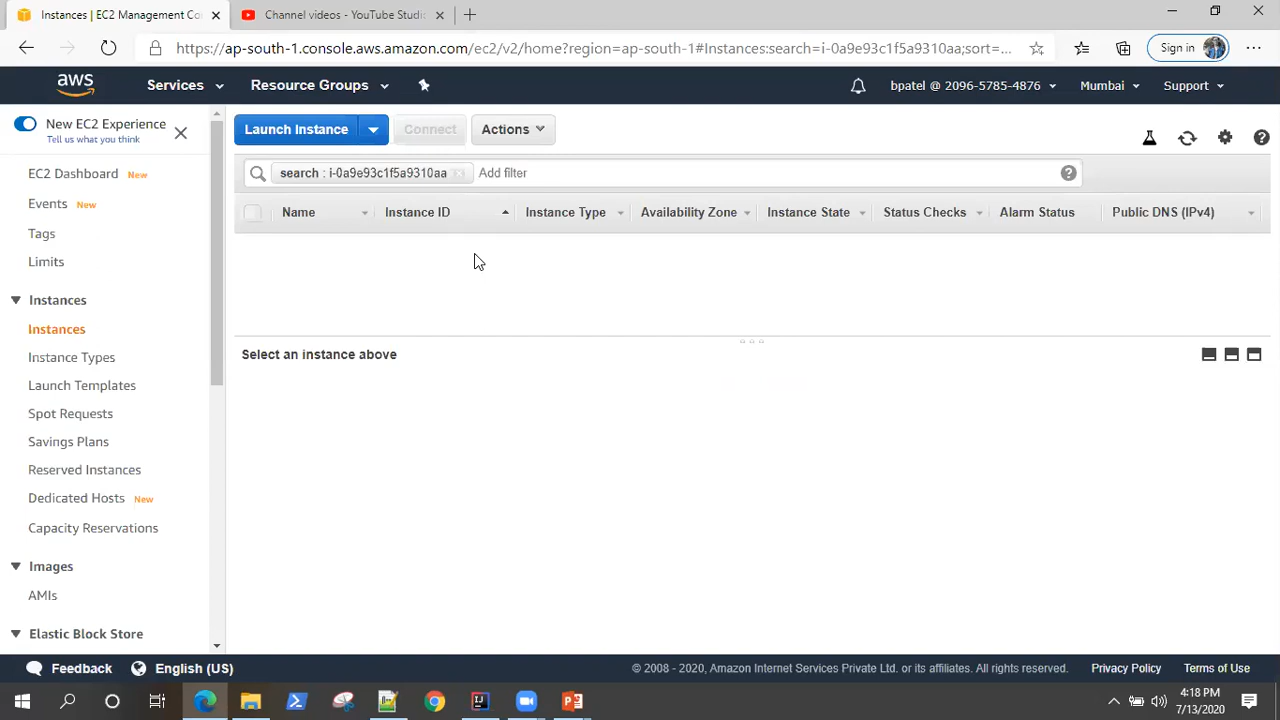 Instances | EC2 Management Co
Channel videos - YouTube Studi
https://ap-south-1.console.aws.amazon.com/ec2/v2/home?region=ap-south-1#Instances:search=i-0a9e93c1f5a9310aa;sort=...
Sign in
aws
Services
Resource Groups
bpatel @ 2096-5785-4876
Mumbai
Support
New EC2 Experience
Tell us what you think
EC2 Dashboard New
Events New
Tags
Limits
Instances
Instances
Instance Types
Launch Templates
Spot Requests
Savings Plans
Reserved Instances
Dedicated Hosts New
Capacity Reservations
Images
AMIs
Elastic Block Store
Launch Instance
Connect
Actions
search : i-0a9e93c1f5a9310aa
Add filter
Name
Instance ID
Instance Type
Availability Zone
Instance State
Status Checks
Alarm Status
Public DNS (IPv4)
Select an instance above
Feedback
English (US)
© 2008 - 2020, Amazon Internet Services Private Ltd. or its affiliates. All rights reserved.
Privacy Policy
Terms of Use
4:18 PM
7/13/2020